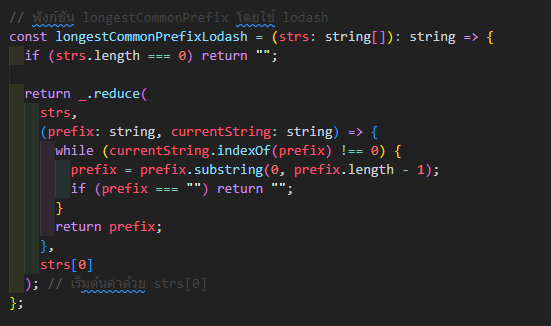 // ฟังก์ชัน longestCommonPrefix โดยใช้ lodash
const longestCommonPrefixLodash = (strs: string[]): string => {
  if (strs.length === 0) return "";

  return _.reduce(
    strs,
    (prefix: string, currentString: string) => {
      while (currentString.indexOf(prefix) !== 0) {
        prefix = prefix.substring(0, prefix.length - 1);
        if (prefix === "") return "";
      }
      return prefix;
    },
    strs[0]
  ); // เริ่มต้นค่าด้วย strs[0]
};